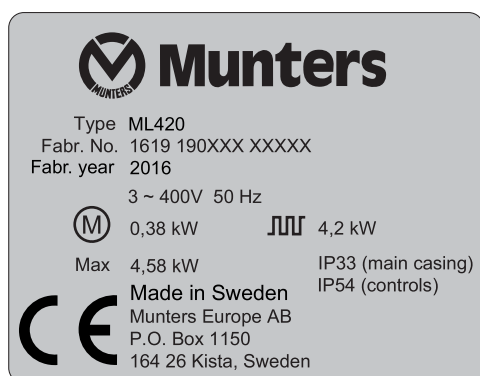 MUNTERS
Munters
Type ML420
Fabr. No. 1619 190XXX XXXXX
Fabr. year 2016
3 ~ 400V 50 Hz
M 0,38 kW 4,2 kW
Max 4,58 kW IP33 (main casing)
IP54 (controls)
CE Made in Sweden
Munters Europe AB
P.O. Box 1150
164 26 Kista, Sweden